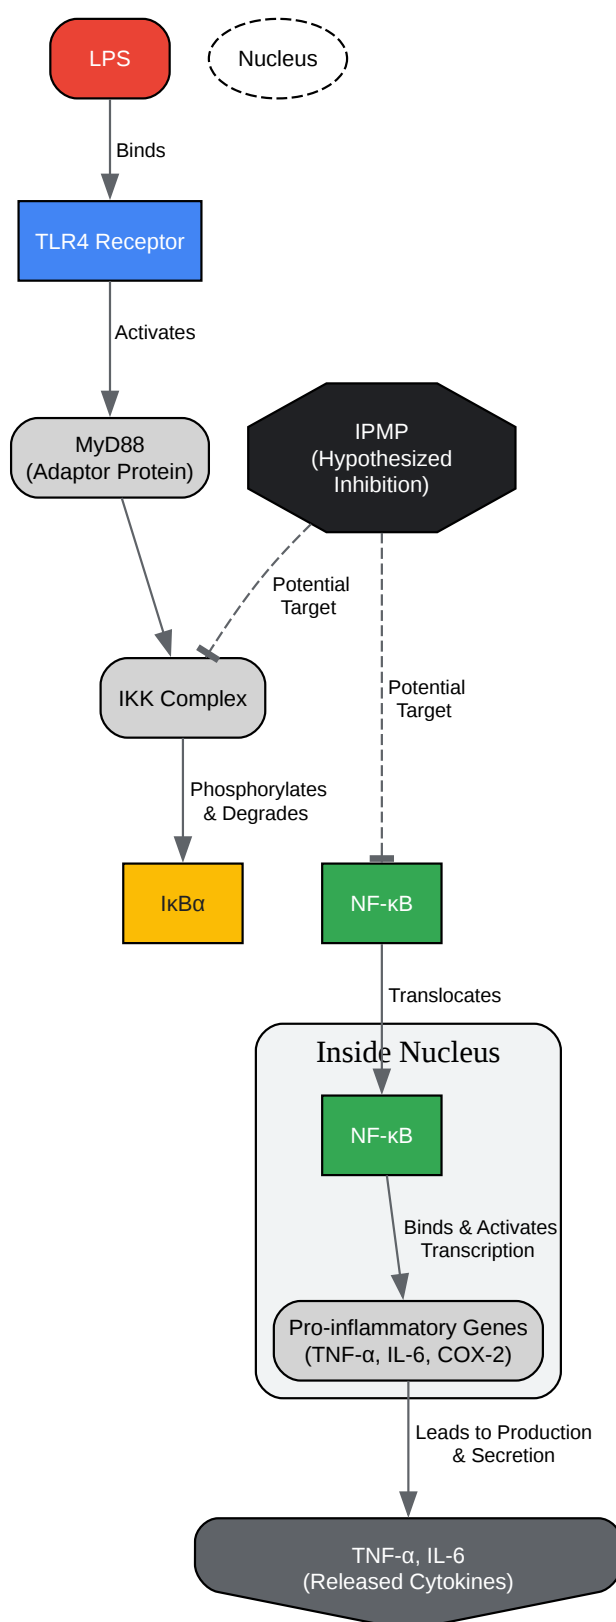 LPS
Nucleus
Binds
TLR4 Receptor
Activates
MyD88
(Adaptor Protein)
IPMP
(Hypothesized
Inhibition)
Potential
Target
IKK Complex
Potential
Target
Phosphorylates
& Degrades
IκBα
NF-κB
Translocates
Inside Nucleus
NF-κB
Binds & Activates
Transcription
Pro-inflammatory Genes
(TNF-α, IL-6, COX-2)
Leads to Production
& Secretion
TNF-α, IL-6
(Released Cytokines)